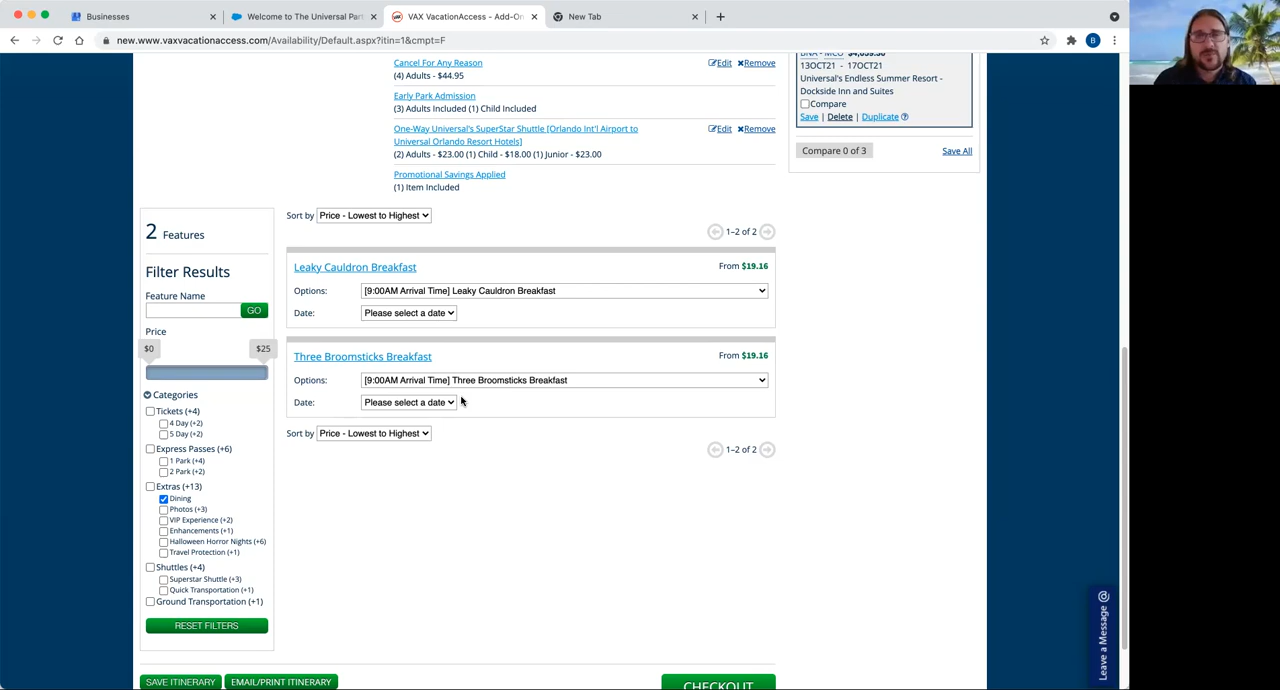 Businesses
Welcome to The Universal Par
VAX VacationAccess - Add-On
New Tab
new.www.vaxvacationaccess.com/Availability/Default.aspx?itin=1&cmpt=F
B
Cancel For Any Reason
Edit Remove
(4) Adults - $44.95
Early Park Admission
(3) Adults Included (1) Child Included
One-Way Universal's SuperStar Shuttle [Orlando Int'l Airport to
Universal Orlando Resort Hotels]
Edit Remove
(2) Adults - $23.00 (1) Child - $18.00 (1) Junior - $23.00
Promotional Savings Applied
(1) Item Included
13OCT21 - 17OCT21
Universal's Endless Summer Resort -
Dockside Inn and Suites
Compare
Save | Delete | Duplicate
Compare 0 of 3
Save All
2 Features
Filter Results
Feature Name
GO
Price
$0 $25
Categories
Tickets (+4)
4 Day (+2)
5 Day (+2)
Express Passes (+6)
1 Park (+4)
2 Park (+2)
Extras (+13)
Dining
Photos (+3)
VIP Experience (+2)
Enhancements (+1)
Halloween Horror Nights (+6)
Travel Protection (+1)
Shuttles (+4)
Superstar Shuttle (+3)
Quick Transportation (+1)
Ground Transportation (+1)
RESET FILTERS
Sort by Price - Lowest to Highest
1–2 of 2
Leaky Cauldron Breakfast
From $19.16
Options: [9:00AM Arrival Time] Leaky Cauldron Breakfast
Date: Please select a date
Three Broomsticks Breakfast
From $19.16
Options: [9:00AM Arrival Time] Three Broomsticks Breakfast
Date: Please select a date
Sort by Price - Lowest to Highest
1–2 of 2
SAVE ITINERARY
EMAIL/PRINT ITINERARY
CHECKOUT
Leave a Message @